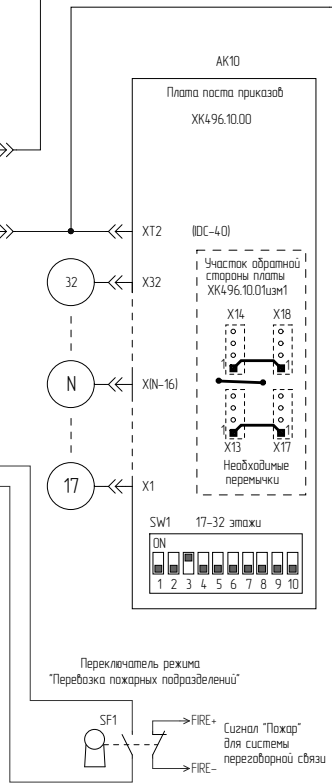 АК10
Плата поста приказов
ХК496.10.00
XT2 (IDC-40)
Участок обратной
стороны платы
ХК496.10.01изм1
32 X32
X14 X18
1 1
N X(N-16)
1 1
X13 X17
Необходимые
перемычки
17 X1
SW1 17-32 этажи
ON
1 2 3 4 5 6 7 8 9 10
Переключатель режима
"Перевозка пожарных подразделений"
SF1
FIRE+
Сигнал "Пожар"
для системы
переговорной связи
FIRE-